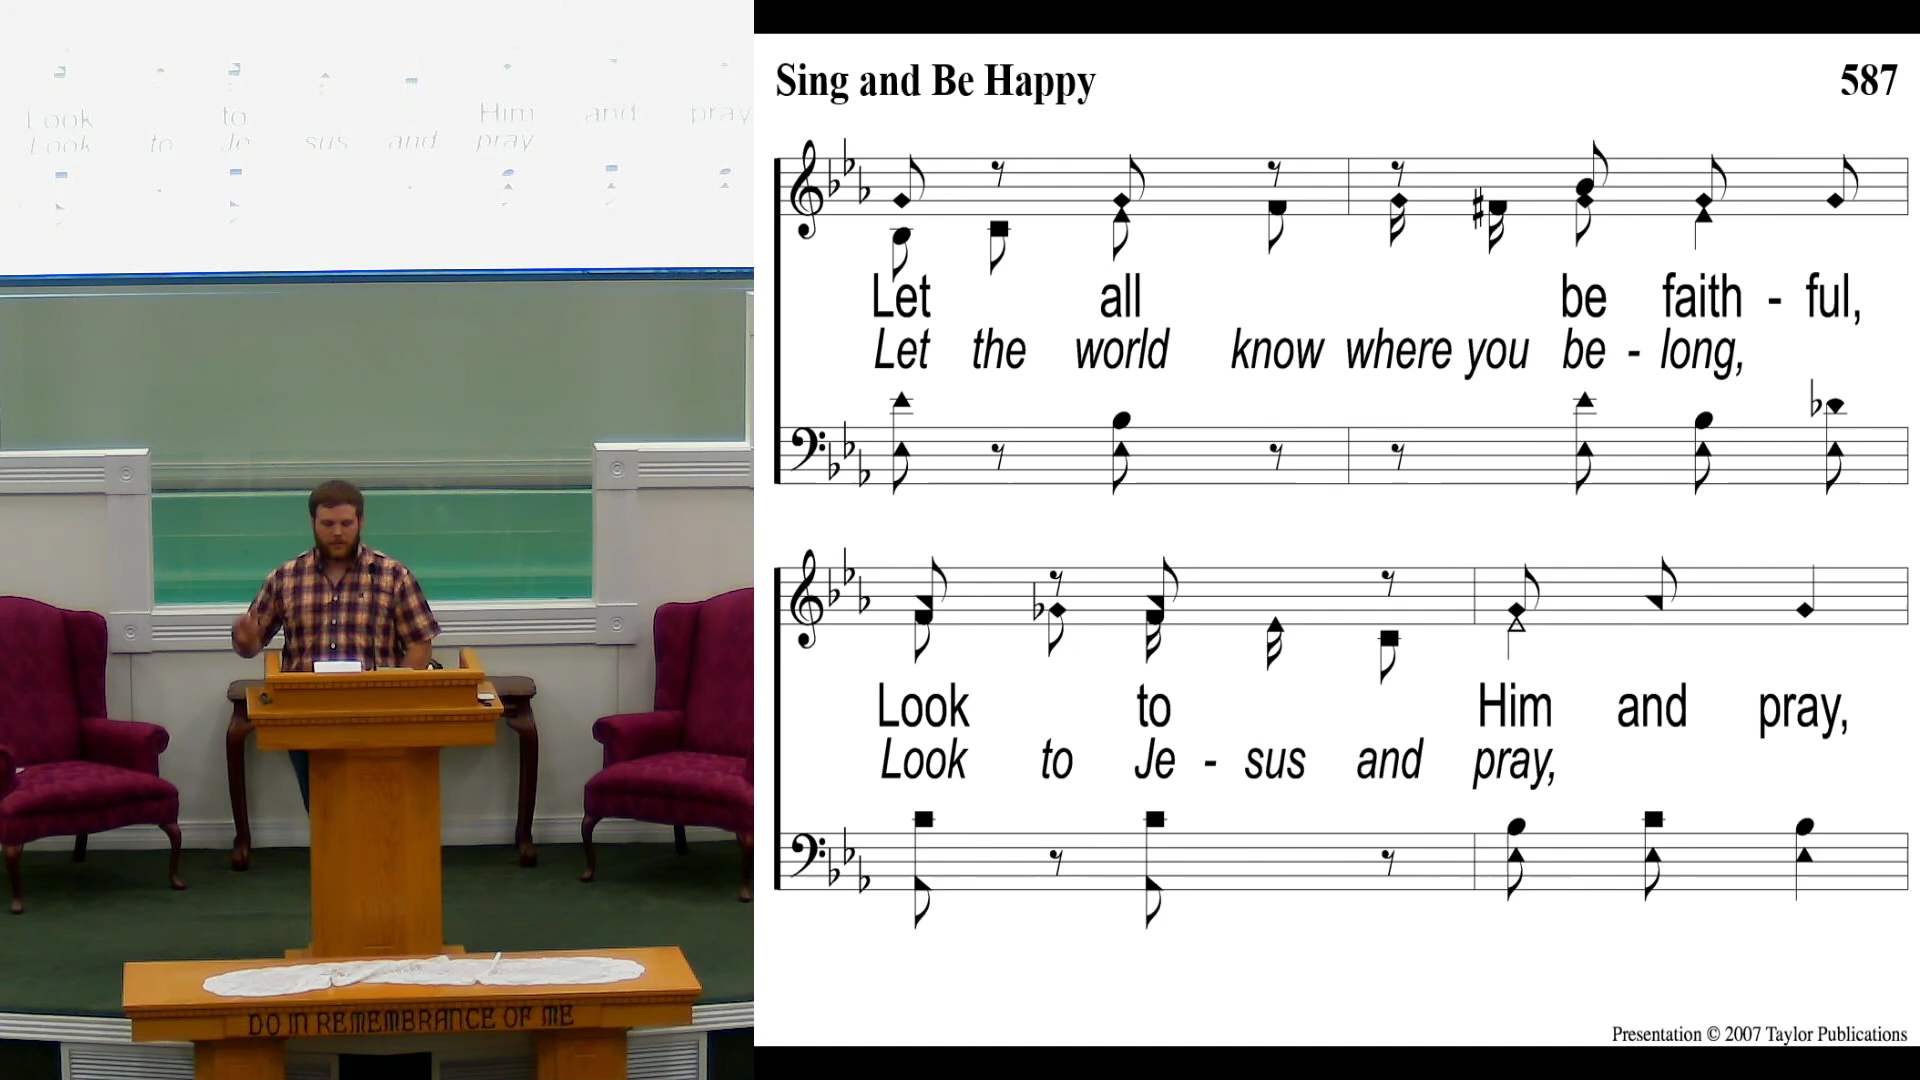 Look to Him and pray
Look to Je sus and pray
DO IN REMEMBRANCE OF ME
Sing and Be Happy 587
Let all be faith - ful,
Let the world know where you be - long,
Look to Him and pray,
Look to Je - sus and pray,
Presentation © 2007 Taylor Publications